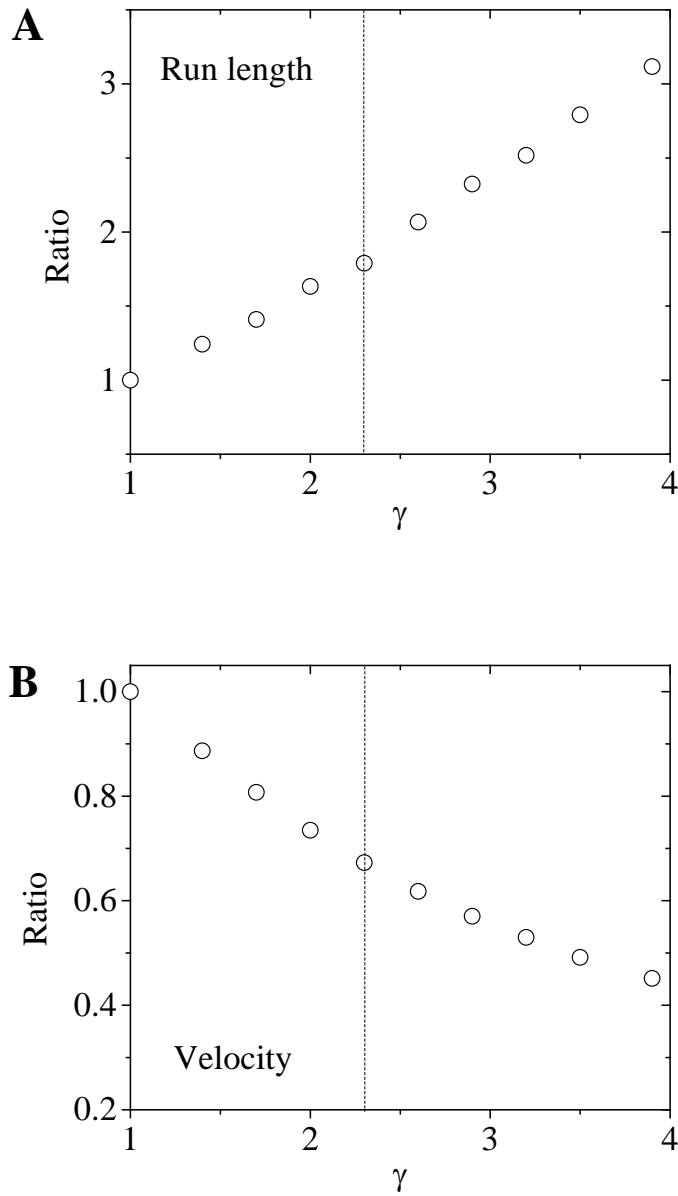 A
Run length
3
2
1
Ratio
1 2 3 4
γ
B
1.0
0.8
0.6
0.4
0.2
Ratio
Velocity
1 2 3 4
γ